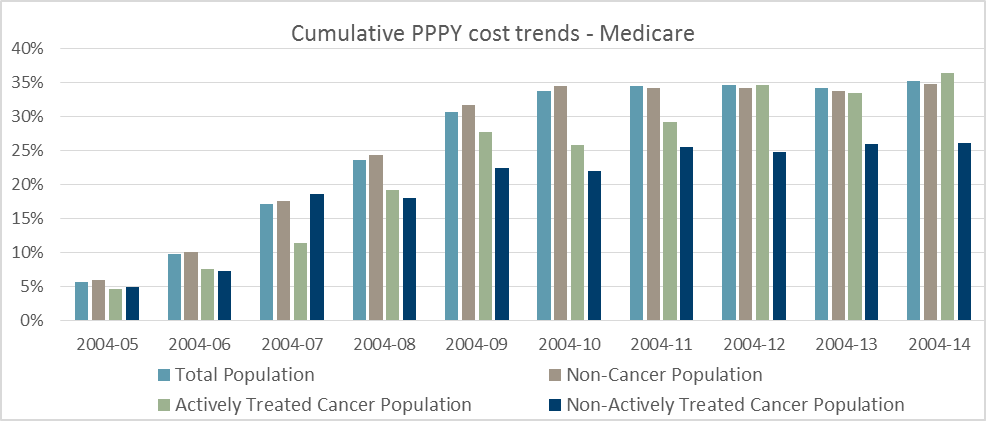 Cumulative PPPY cost trends - Medicare
40%
35%
30%
25%
20%
15%
10%
5%
0%
2004-05 2004-06 2004-07 2004-08 2004-09 2004-10 2004-11 2004-12 2004-13 2004-14
Total Population Non-Cancer Population
Actively Treated Cancer Population Non-Actively Treated Cancer Population